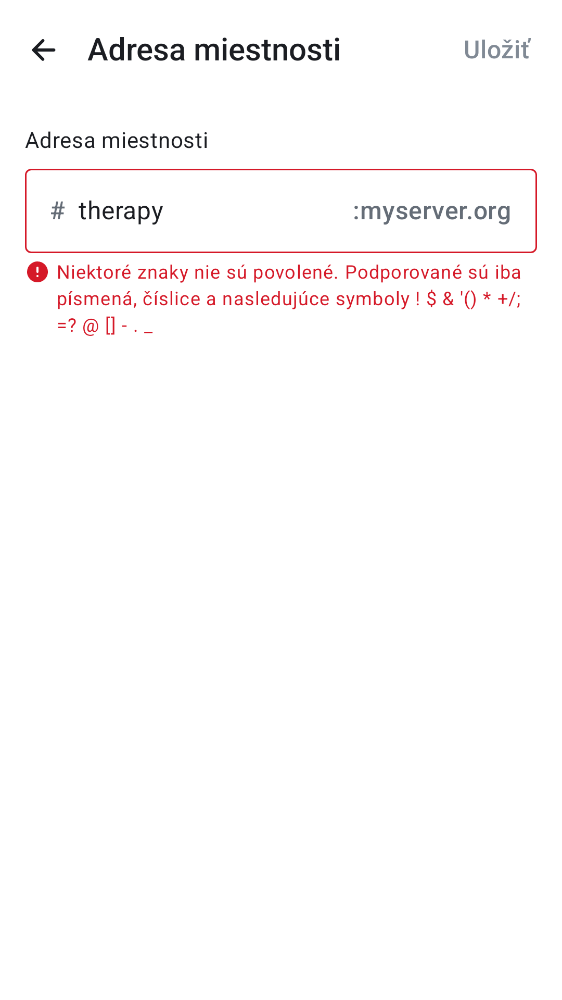 Adresa miestnosti
Uložiť
Adresa miestnosti
# therapy :myserver.org
Niektoré znaky nie sú povolené. Podporované sú iba
písmená, číslice a nasledujúce symboly ! $ & '() * +/;
=? @ [] - . _